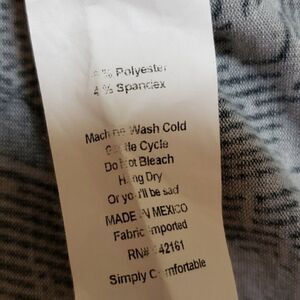 % Polyester
4 % Spandex
Machine Wash Cold
Gentle Cycle
Do Not Bleach
Hang Dry
Or you'll be sad
MADE IN MEXICO
Fabric Imported
RN# 42161
Simply Comfortable